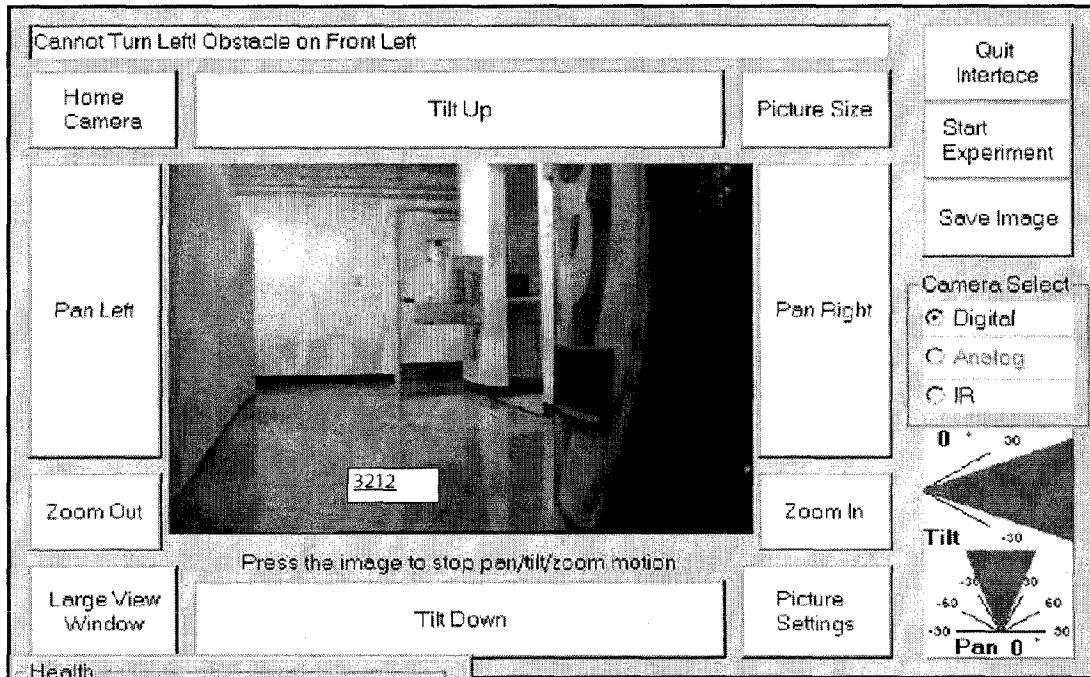 Cannot Turn Left! Obstacle on Front Left
Quit
Interface
Home
Camera
Tilt Up
Picture Size
Start
Experiment
Save Image
Pan Left
Pan Right
Camera Select
Digital
Analog
IR
3212
Zoom Out
Zoom In
Press the image to stop pan/tilt/zoom motion
Large View
Window
Tilt Down
Picture
Settings
0 ° 30
-30
Tilt
-30 30
-60 60
-90 90
Pan 0 °
Health